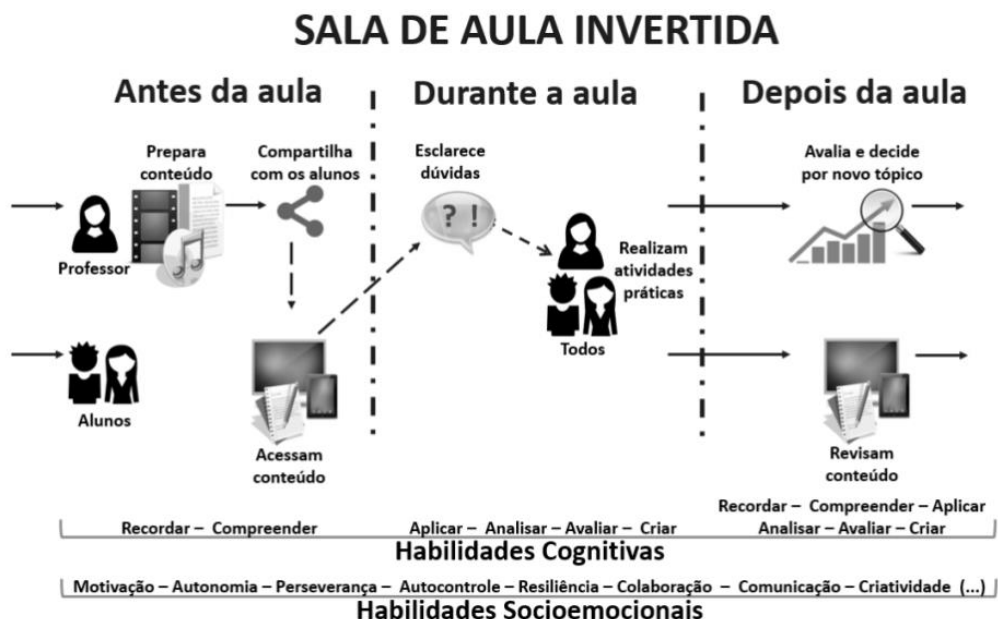 SALA DE AULA INVERTIDA
Antes da aula
Prepara
conteúdo
Compartilha
com os alunos
Professor
Alunos
Acessam
conteúdo
Durante a aula
Esclarece
dúvidas
? !
Realizam
atividades
práticas
Todos
Depois da aula
Avalia e decide
por novo tópico
Revisam
conteúdo
Recordar – Compreender
Aplicar – Analisar – Avaliar – Criar
Recordar – Compreender – Aplicar
Analisar – Avaliar – Criar
Habilidades Cognitivas
Motivação – Autonomia – Perseverança – Autocontrole – Resiliência – Colaboração – Comunicação – Criatividade (...)
Habilidades Socioemocionais